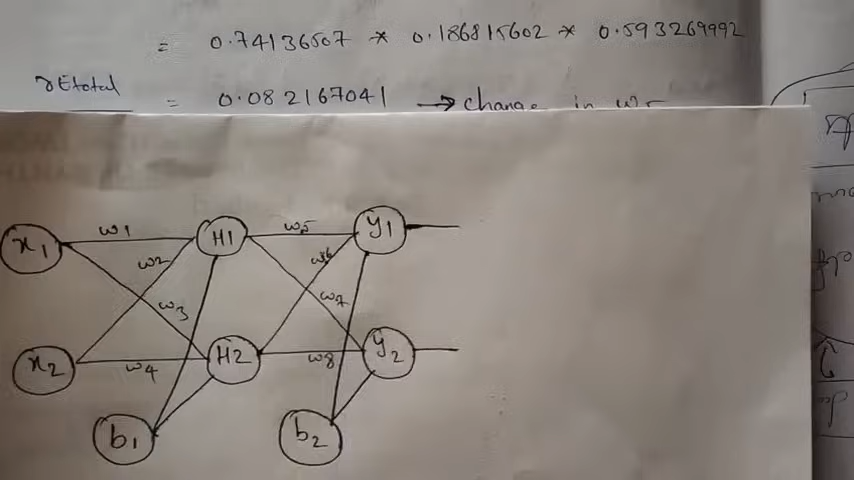 = 0.74136507 * 0.186815602 * 0.593269992
∂Etotal = 0.082167041 → change in w5
x1 w1 H1 w5 y1
w2 w6
w3 w7
x2 w4 H2 w8 y2
b1 b2